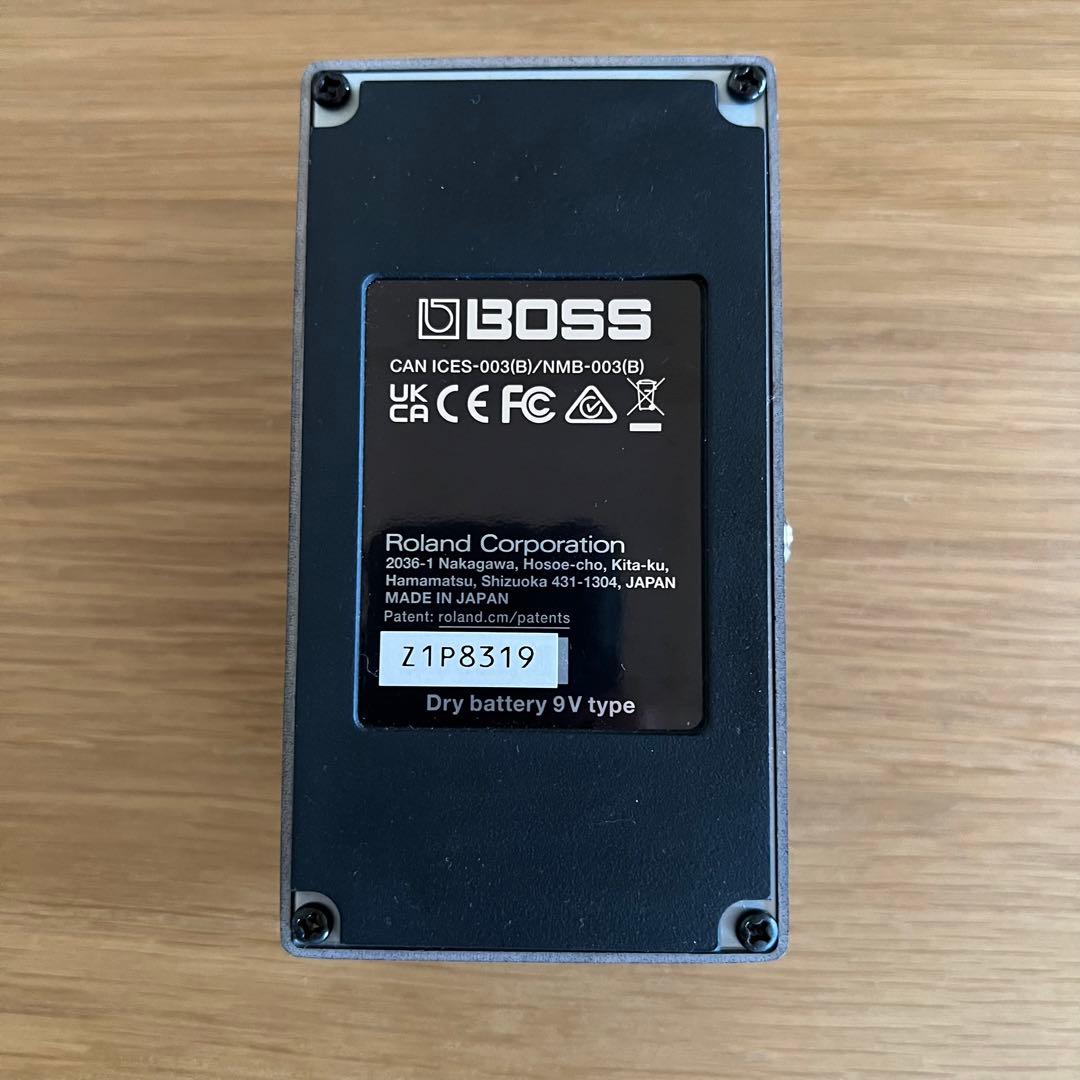 BOSS
CAN ICES-003(B)/NMB-003(B)
UK
CA CE FC
Roland Corporation
2036-1 Nakagawa, Hosoe-cho, Kita-ku,
Hamamatsu, Shizuoka 431-1304, JAPAN
MADE IN JAPAN
Patent: roland.cm/patents
Z1P8319
Dry battery 9V type